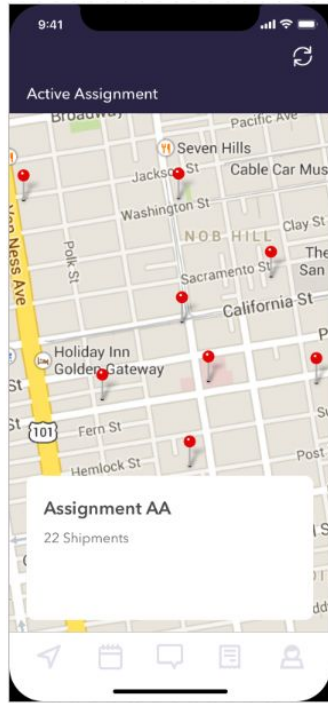 9:41
Active Assignment
Broadway
Pacific Ave
Seven Hills
Jackson St
Cable Car Mus
Washington St
Van Ness Ave
Polk St
NOB HILL
Clay St
The
San
Sacramento St
California St
Holiday Inn
Golden Gateway
St
St
101
Fern St
Hemlock St
Post
Assignment AA
22 Shipments